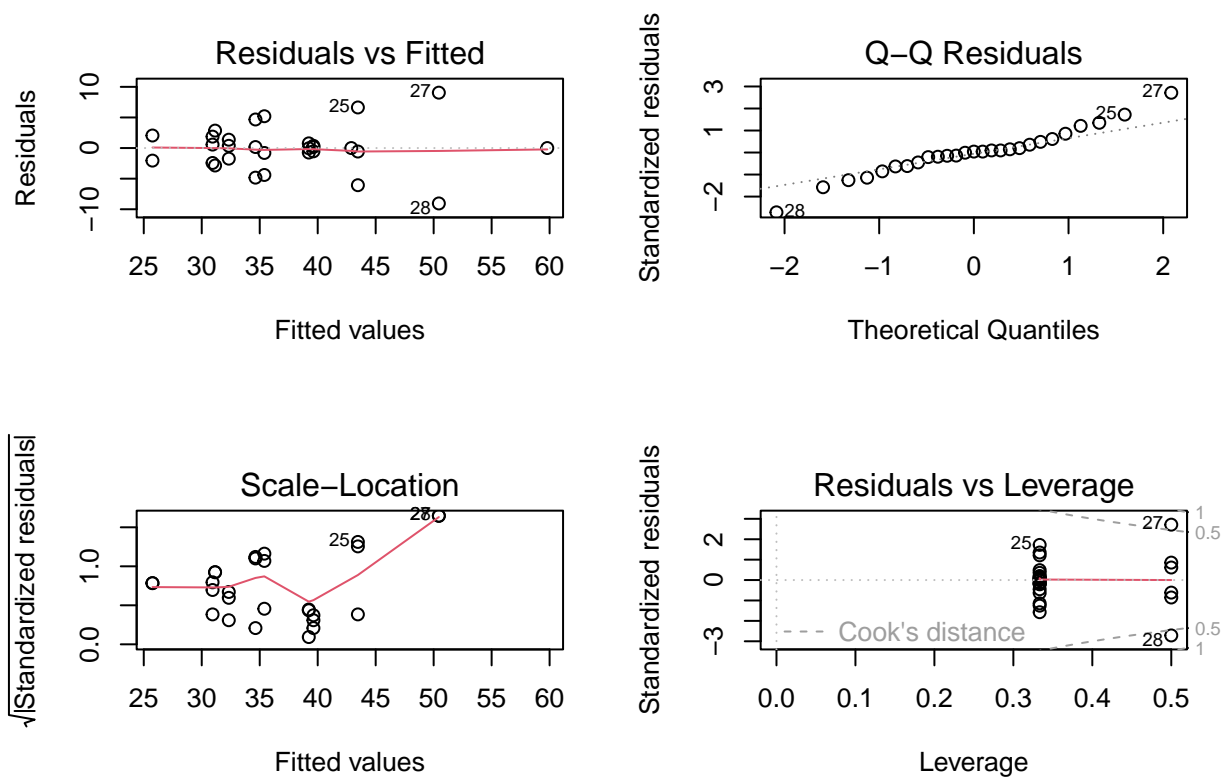 Residuals vs Fitted
Residuals
−10 0 10
25
27
28
25 30 35 40 45 50 55 60
Fitted values
Q−Q Residuals
Standardized residuals
−2 1 3
27
25
28
−2 −1 0 1 2
Theoretical Quantiles
Scale−Location
√|Standardized residuals|
0.0 1.0
25
27
28
25 30 35 40 45 50 55 60
Fitted values
Residuals vs Leverage
Standardized residuals
−3 0 2
27
25
28
1
0.5
0.5
1
Cook's distance
0.0 0.1 0.2 0.3 0.4 0.5
Leverage